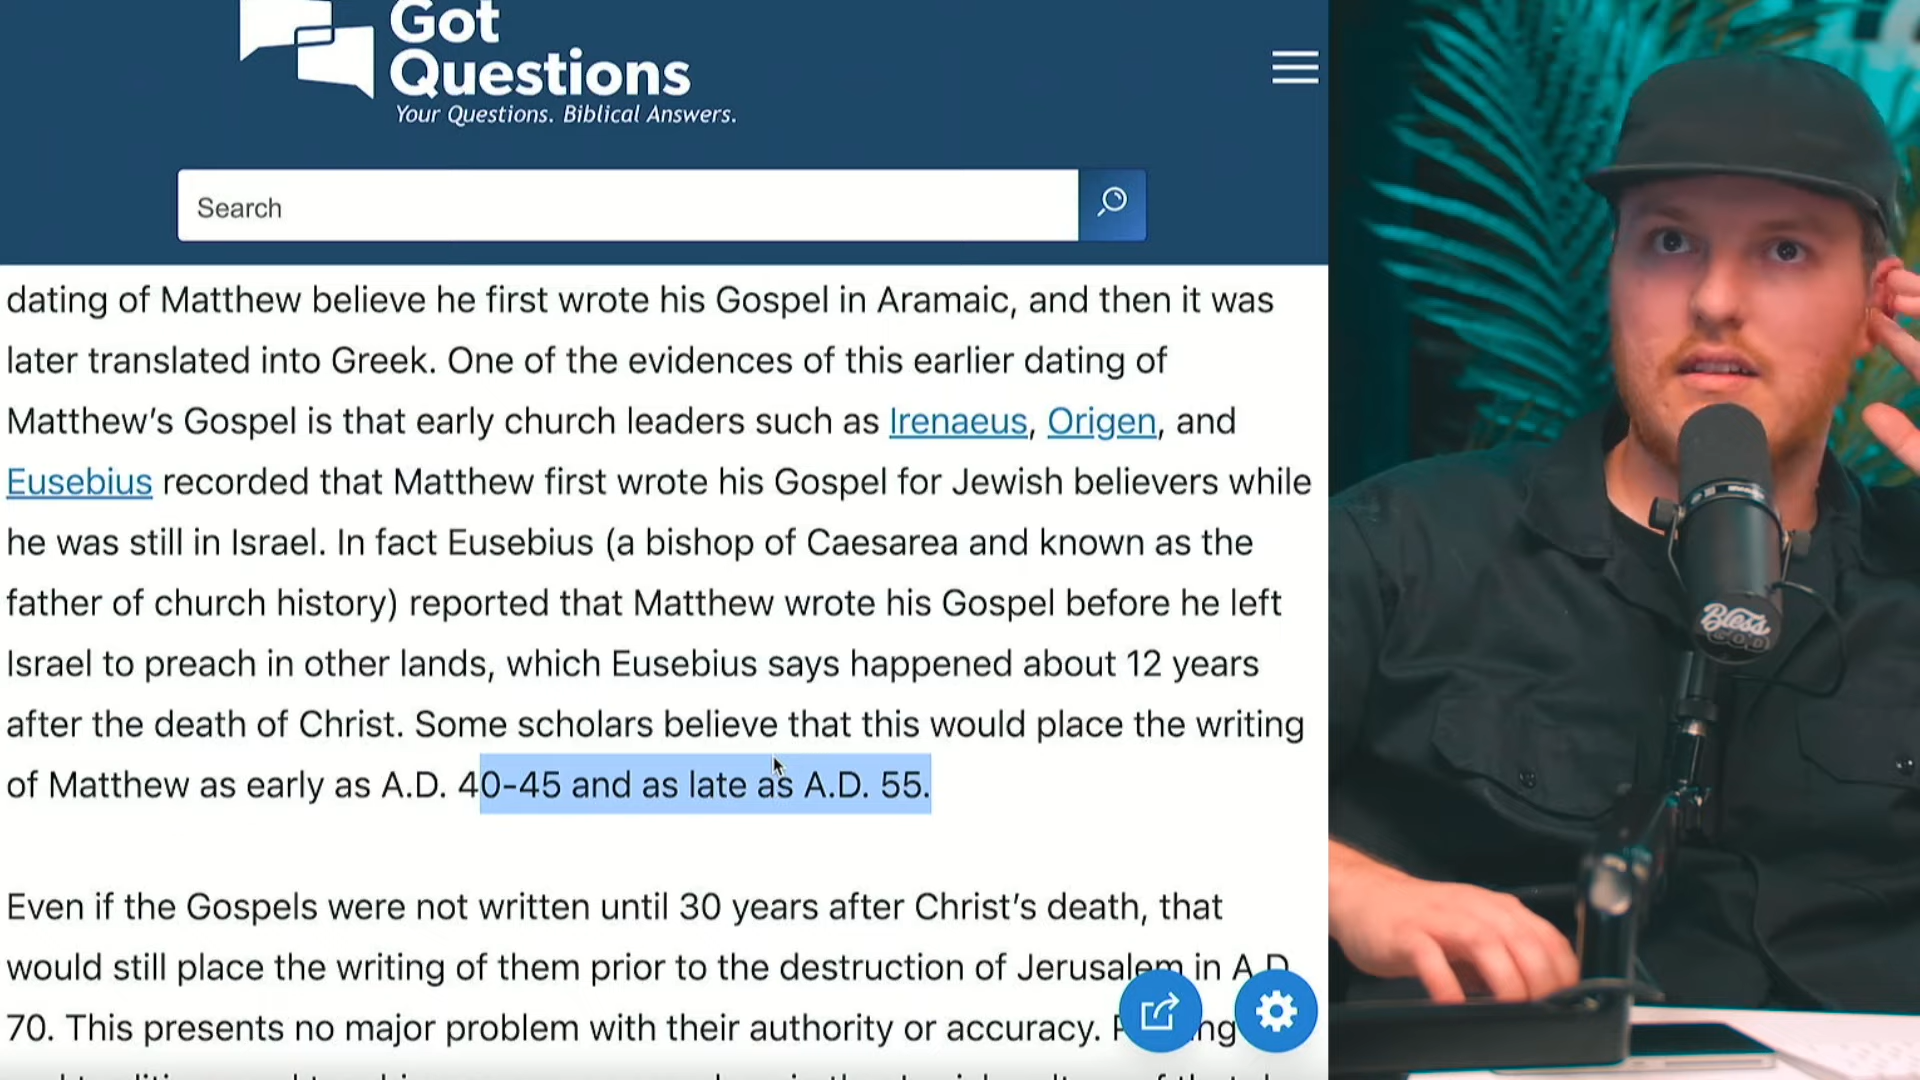 Got
Questions
Your Questions. Biblical Answers.
Search
dating of Matthew believe he first wrote his Gospel in Aramaic, and then it was
later translated into Greek. One of the evidences of this earlier dating of
Matthew’s Gospel is that early church leaders such as Irenaeus, Origen, and
Eusebius recorded that Matthew first wrote his Gospel for Jewish believers while
he was still in Israel. In fact Eusebius (a bishop of Caesarea and known as the
father of church history) reported that Matthew wrote his Gospel before he left
Israel to preach in other lands, which Eusebius says happened about 12 years
after the death of Christ. Some scholars believe that this would place the writing
of Matthew as early as A.D. 40-45 and as late as A.D. 55.
Even if the Gospels were not written until 30 years after Christ’s death, that
would still place the writing of them prior to the destruction of Jerusalem in A.D.
70. This presents no major problem with their authority or accuracy.
Bless
GOD